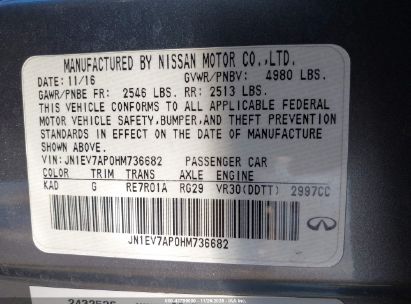 MANUFACTURED BY NISSAN MOTOR CO.,LTD.
DATE: 11/16 GVWR/PNBV: 4980 LBS.
GAWR/PNBE FR: 2546 LBS. RR: 2513 LBS.
THIS VEHICLE CONFORMS TO ALL APPLICABLE FEDERAL
MOTOR VEHICLE SAFETY,BUMPER,AND THEFT PREVENTION
STANDARDS IN EFFECT ON THE DATE OF MANUFACTURE
SHOWN ABOVE.
VIN: JN1EV7AP0HM736682 PASSENGER CAR
COLOR TRIM TRANS AXLE ENGINE
KAD G RE7R01A RG29 VR30(DDTT) 2997CC
JN1EV7AP0HM736682